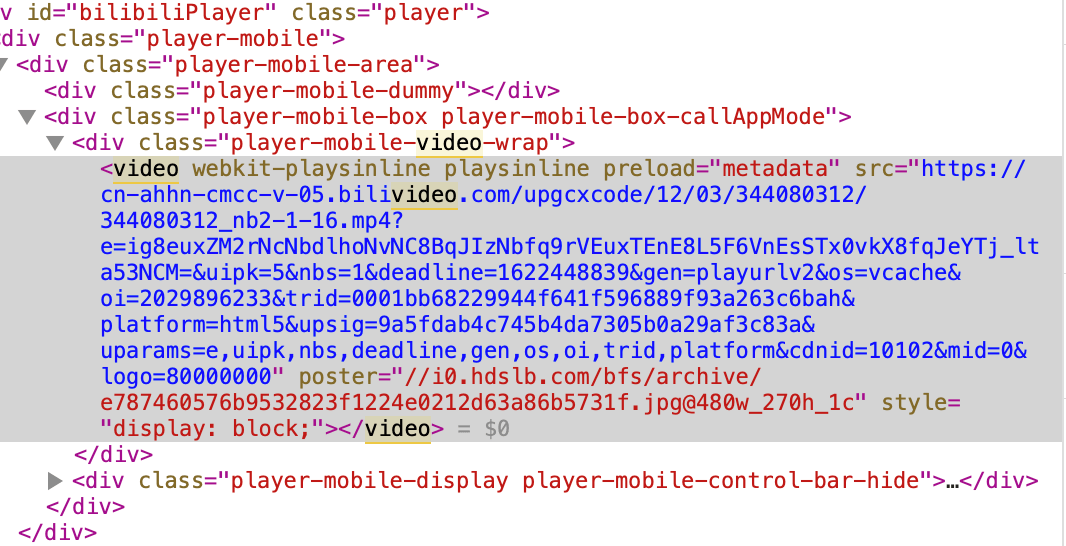 v id="bilibiliPlayer" class="player">
div class="player-mobile">
<div class="player-mobile-area">
<div class="player-mobile-dummy"></div>
<div class="player-mobile-box player-mobile-box-callAppMode">
<div class="player-mobile-video-wrap">
<video webkit-playsinline playsinline preload="metadata" src="https://
cn-ahhn-cmcc-v-05.bilivideo.com/upgcxcode/12/03/344080312/
344080312_nb2-1-16.mp4?
e=ig8euxZM2rNcNbdlhoNvNC8BqJIzNbfq9rVEuxTEnE8L5F6VnEsSTx0vkX8fqJeYTj_lt
a53NCM=&uipk=5&nbs=1&deadline=1622448839&gen=playurlv2&os=vcache&
oi=2029896233&trid=0001bb68229944f641f596889f93a263c6bah&
platform=html5&upsig=9a5fdab4c745b4da7305b0a29af3c83a&
uparams=e,uipk,nbs,deadline,gen,os,oi,trid,platform&cdnid=10102&mid=0&
logo=80000000" poster="//i0.hdslb.com/bfs/archive/
e787460576b9532823f1224e0212d63a86b5731f.jpg@480w_270h_1c" style=
"display: block;"></video> = $0
</div>
<div class="player-mobile-display player-mobile-control-bar-hide">…</div>
</div>
</div>